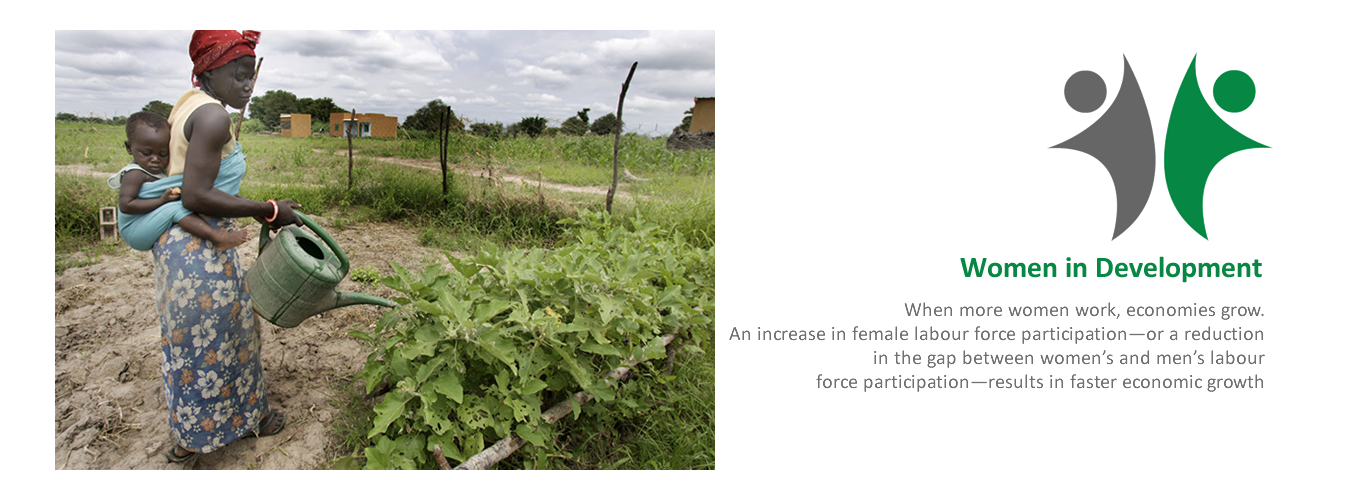 Women in Development
When more women work, economies grow.
An increase in female labour force participation—or a reduction
in the gap between women’s and men’s labour
force participation—results in faster economic growth